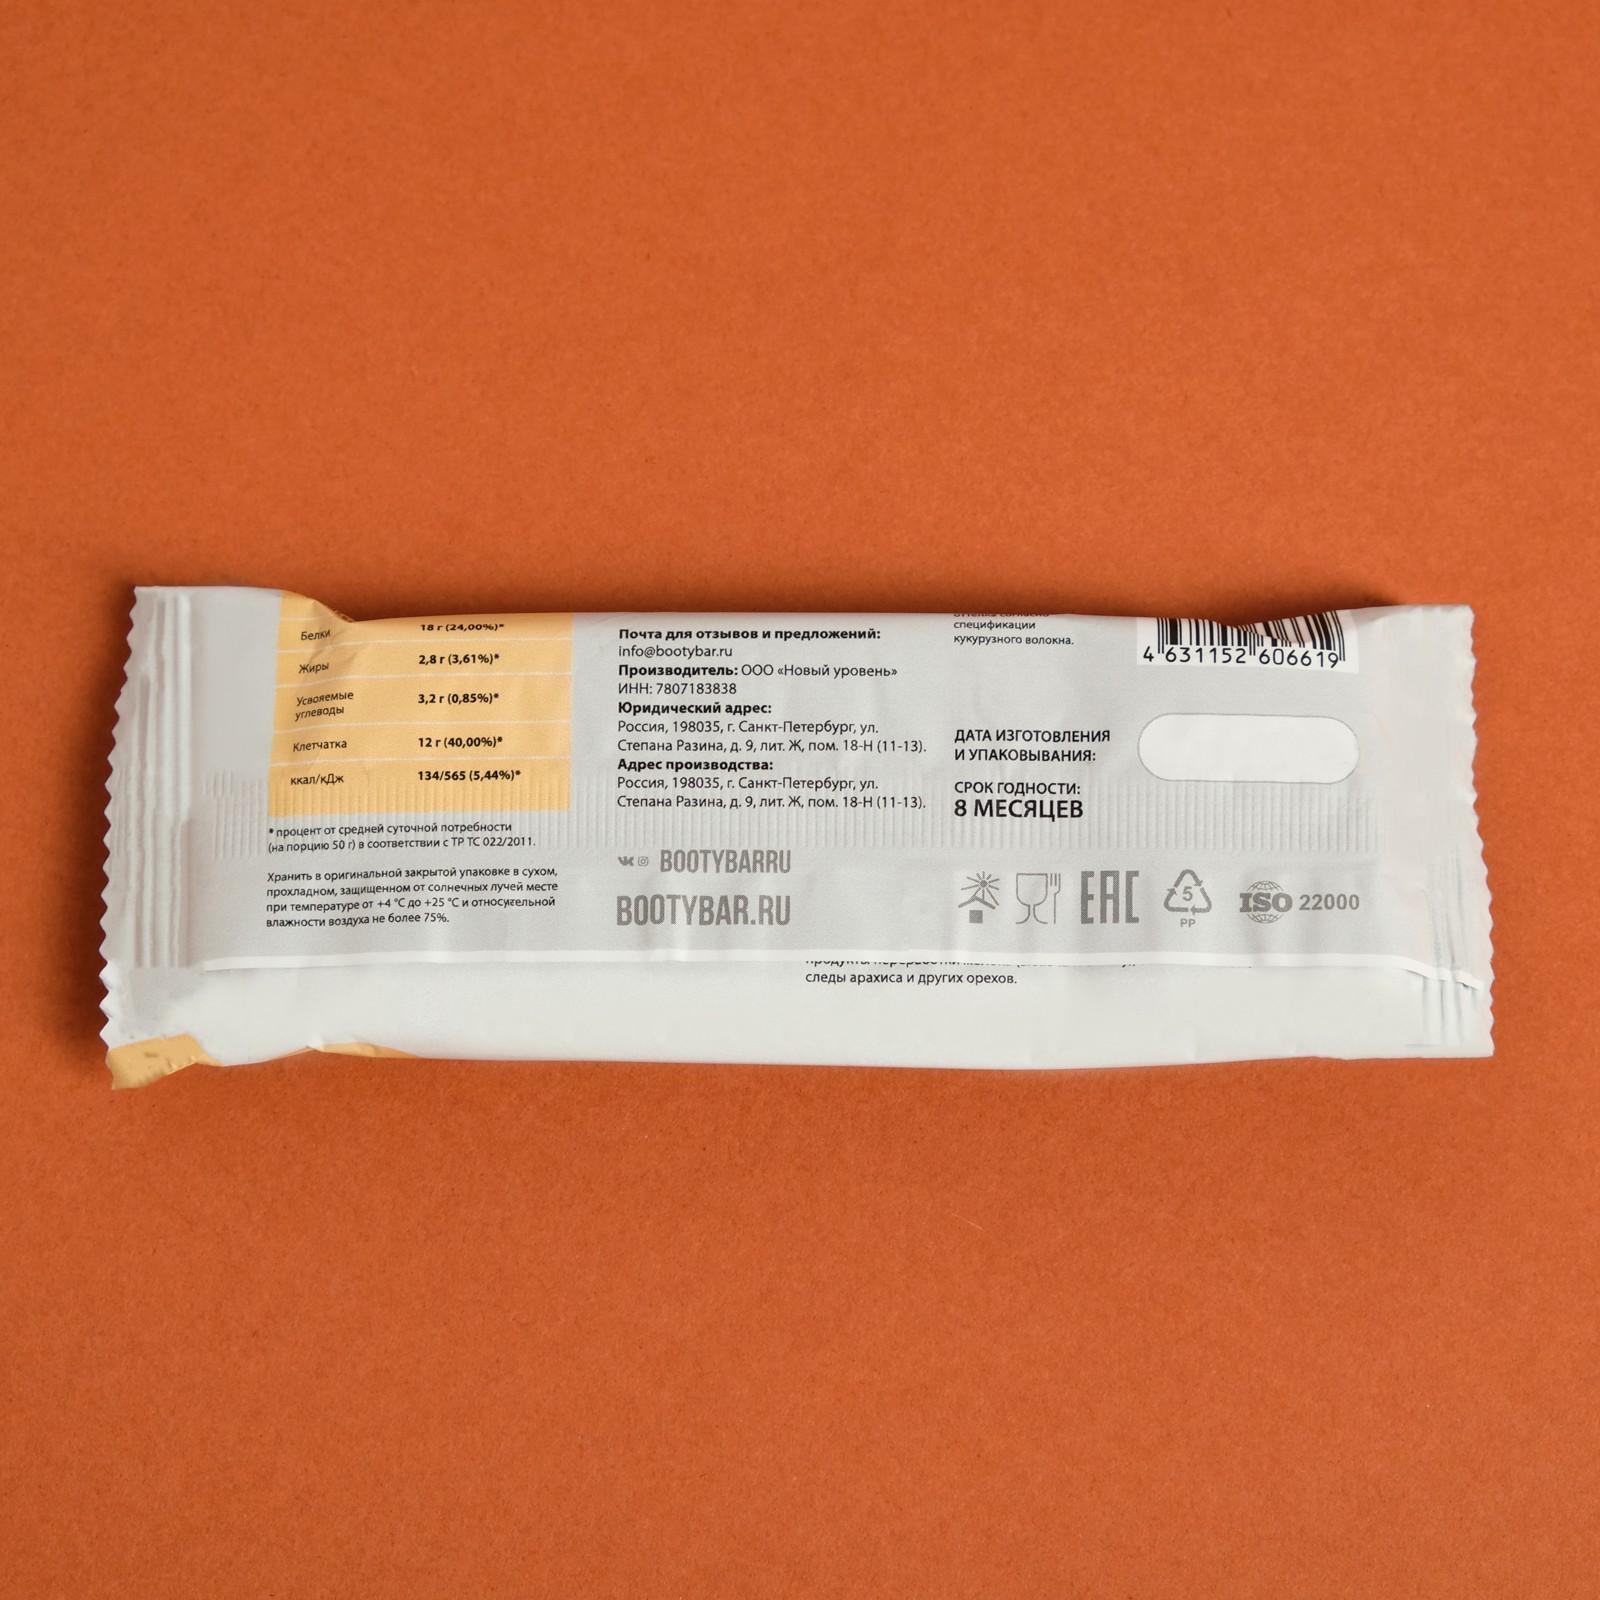 Белки 18 г (24,00%)*
Жиры 2,8 г (3,61%)*
Усвояемые
углеводы 3,2 г (0,85%)*
Клетчатка 12 г (40,00%)*
ккал/кДж 134/565 (5,44%)*
* процент от средней суточной потребности
(на порцию 50 г) в соответствии с ТР ТС 022/2011.
Хранить в оригинальной закрытой упаковке в сухом,
прохладном, защищенном от солнечных лучей месте
при температуре от +4 °С до +25 °С и относительной
влажности воздуха не более 75%.
Почта для отзывов и предложений:
info@bootybar.ru
Производитель: ООО «Новый уровень»
ИНН: 7807183838
Юридический адрес:
Россия, 198035, г. Санкт-Петербург, ул.
Степана Разина, д. 9, лит. Ж, пом. 18-Н (11-13).
Адрес производства:
Россия, 198035, г. Санкт-Петербург, ул.
Степана Разина, д. 9, лит. Ж, пом. 18-Н (11-13).
BOOTYBARRU
BOOTYBAR.RU
спецификации
кукурузного волокна.
4 631152 606619
ДАТА ИЗГОТОВЛЕНИЯ
И УПАКОВЫВАНИЯ:
СРОК ГОДНОСТИ:
8 МЕСЯЦЕВ
EAC
5
PP
ISO 22000
следы арахиса и других орехов.